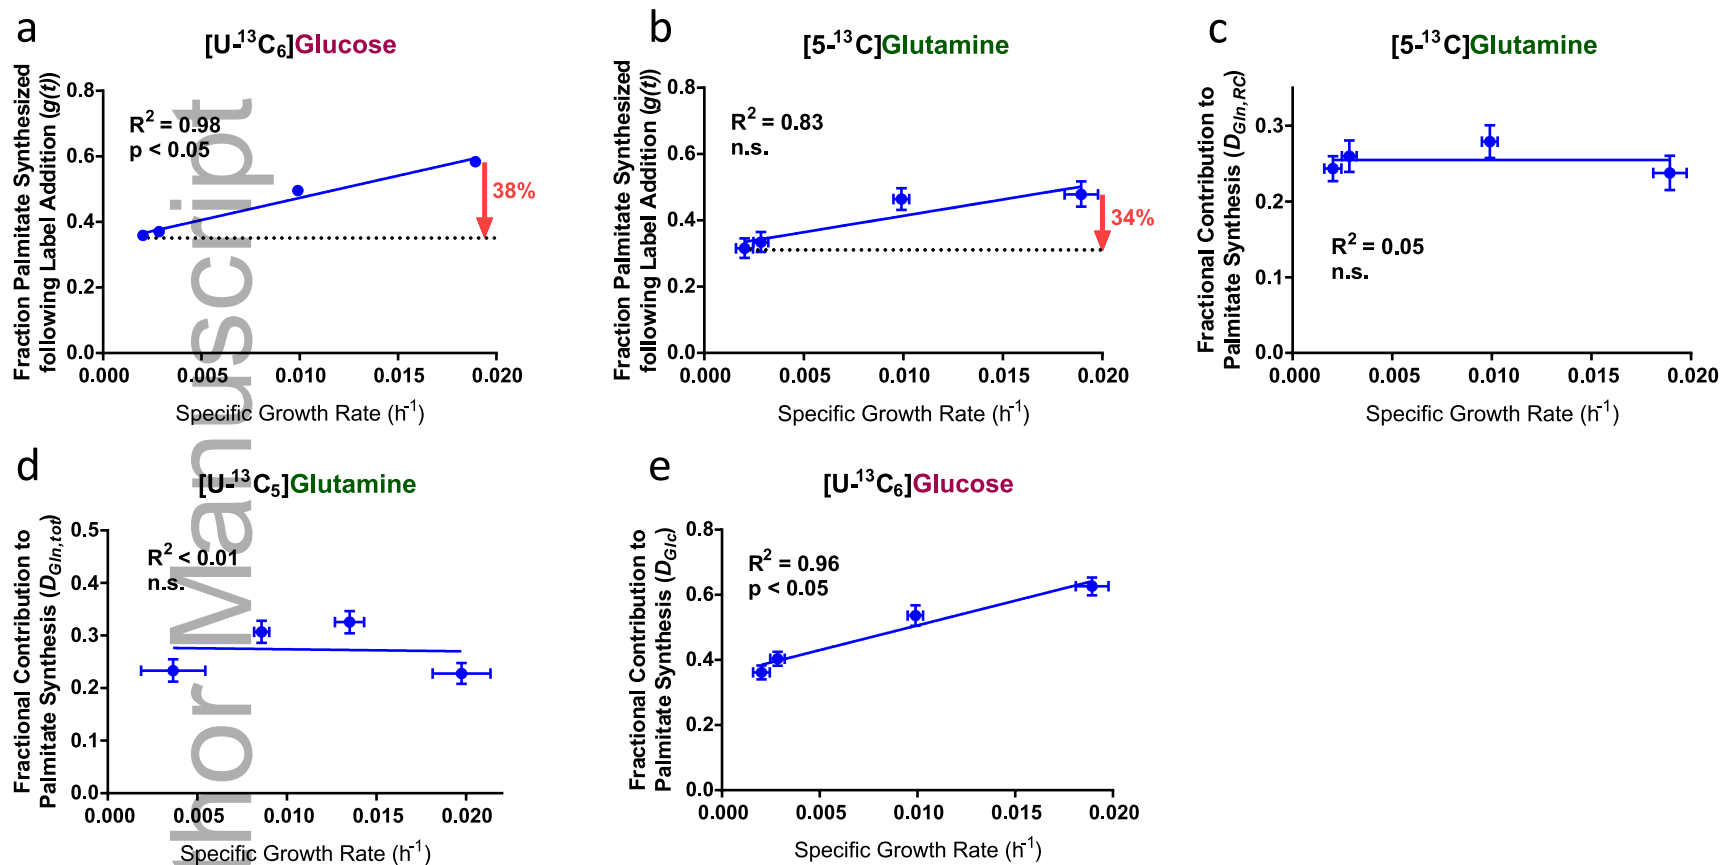 a
[U-¹³C₆]Glucose
Fraction Palmitate Synthesized
following Label Addition (g(t))
R² = 0.98
p < 0.05
38%
0.8
0.6
0.4
0.2
0.0
0.000 0.005 0.010 0.015 0.020
Specific Growth Rate (h⁻¹)
b
[5-¹³C]Glutamine
Fraction Palmitate Synthesized
following Label Addition (g(t))
R² = 0.83
n.s.
34%
0.8
0.6
0.4
0.2
0.0
0.000 0.005 0.010 0.015 0.020
Specific Growth Rate (h⁻¹)
c
[5-¹³C]Glutamine
Fractional Contribution to
Palmitate Synthesis (D_Gln,RC)
R² = 0.05
n.s.
0.3
0.2
0.1
0.0
0.000 0.005 0.010 0.015 0.020
Specific Growth Rate (h⁻¹)
d
[U-¹³C₅]Glutamine
Fractional Contribution to
Palmitate Synthesis (D_Gln,tot)
R² < 0.01
n.s.
0.5
0.4
0.3
0.2
0.1
0.0
0.000 0.005 0.010 0.015 0.020
Specific Growth Rate (h⁻¹)
e
[U-¹³C₆]Glucose
Fractional Contribution to
Palmitate Synthesis (D_Glc)
R² = 0.96
p < 0.05
0.8
0.6
0.4
0.2
0.0
0.000 0.005 0.010 0.015 0.020
Specific Growth Rate (h⁻¹)
hor Manuscript